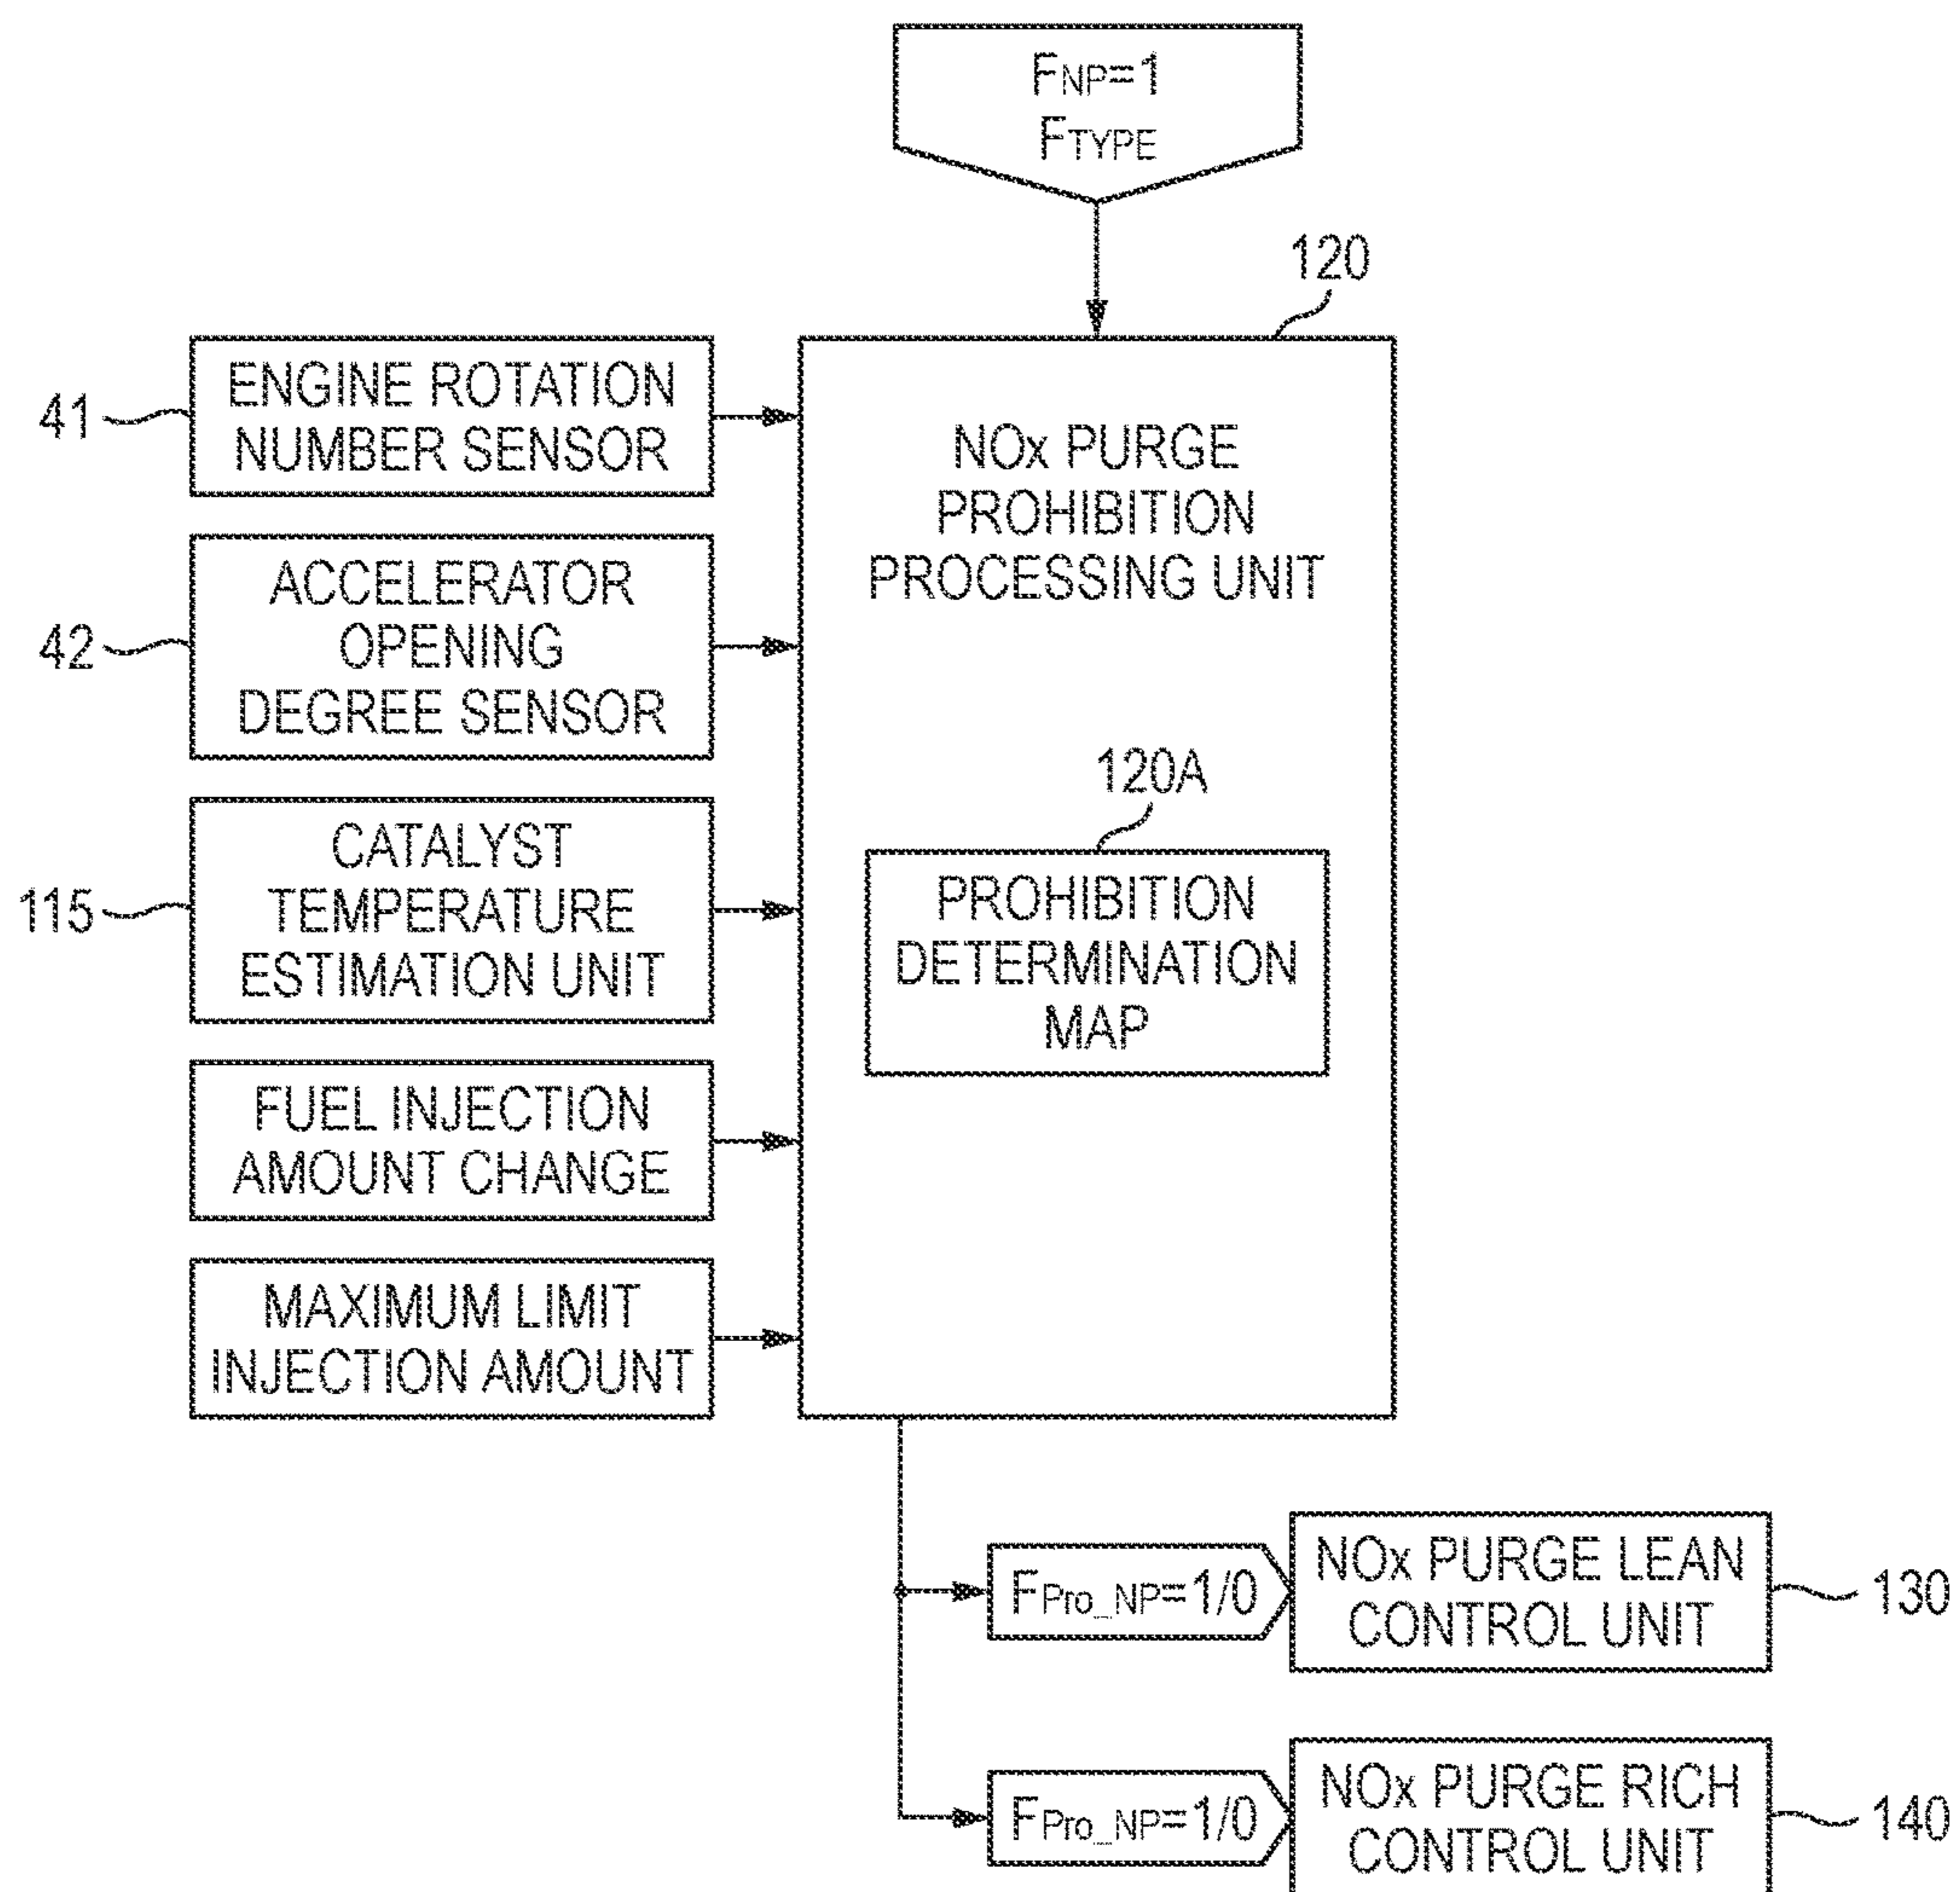 FNP=1
FTYPE
120
41
ENGINE ROTATION
NUMBER SENSOR
NOx PURGE
PROHIBITION
PROCESSING UNIT
42
ACCELERATOR
OPENING
DEGREE SENSOR
120A
115
CATALYST
TEMPERATURE
ESTIMATION UNIT
PROHIBITION
DETERMINATION
MAP
FUEL INJECTION
AMOUNT CHANGE
MAXIMUM LIMIT
INJECTION AMOUNT
FPro_NP=1/0
NOx PURGE LEAN
CONTROL UNIT
130
FPro_NP=1/0
NOx PURGE RICH
CONTROL UNIT
140